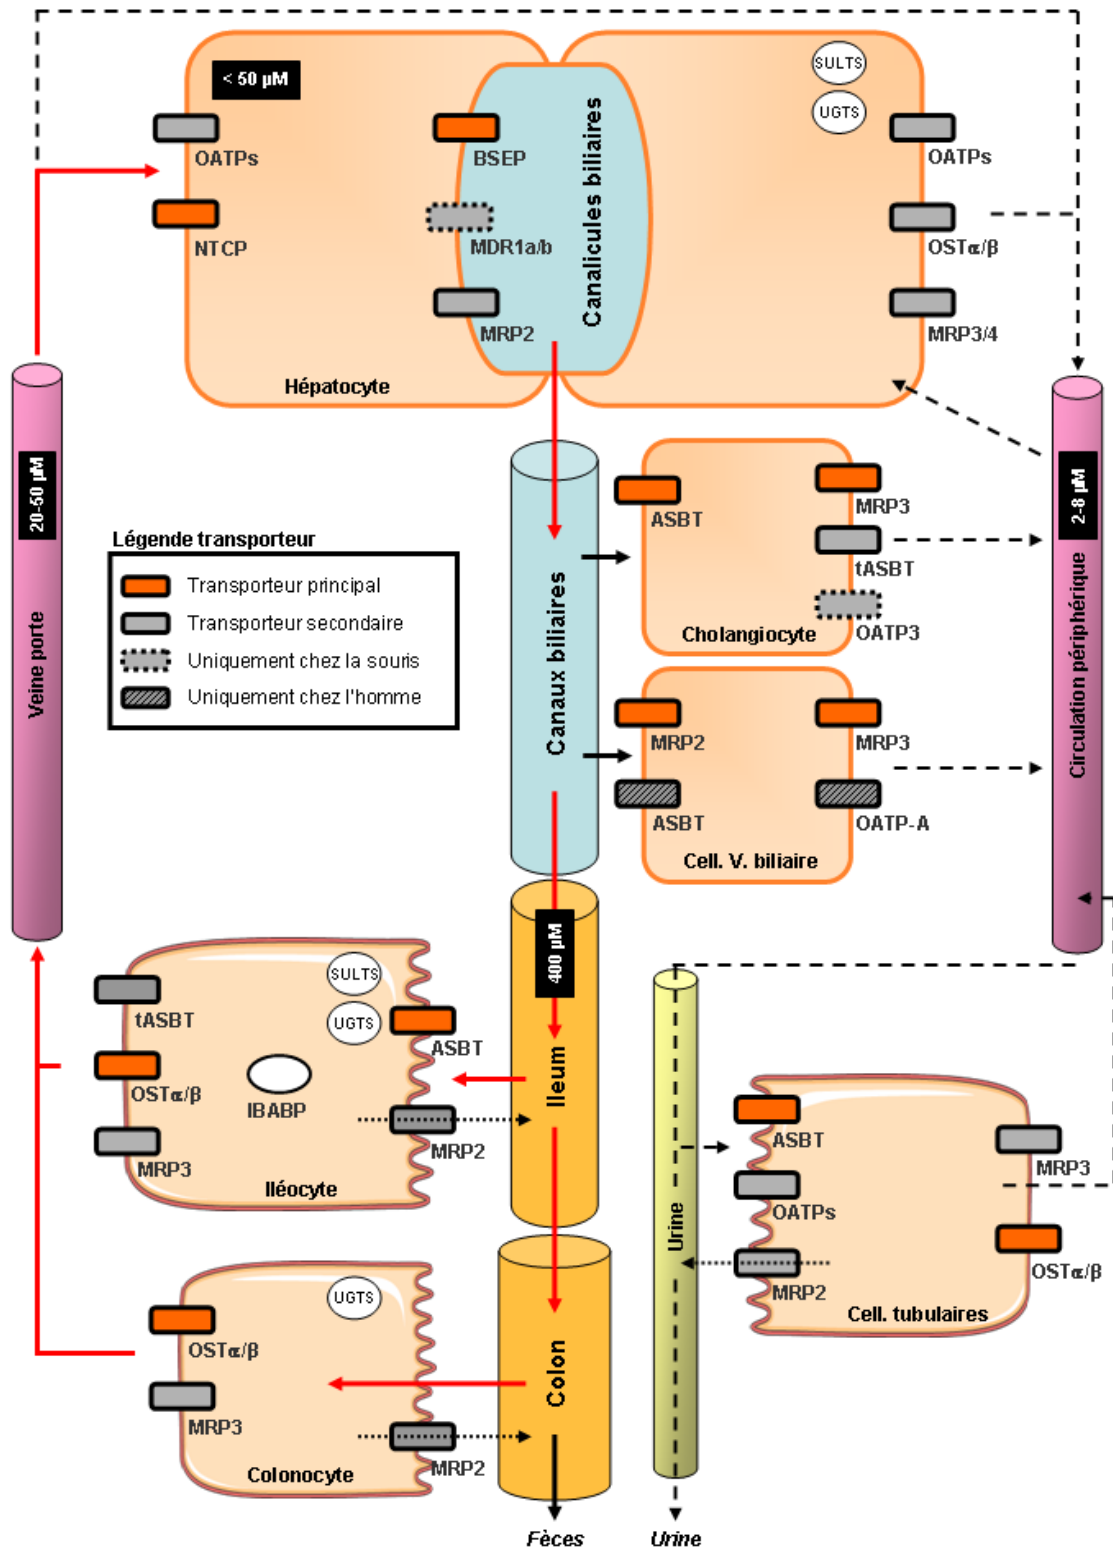 < 50 µM
SULTS
UGTS
OATPs
NTCP
BSEP
MDR1a/b
MRP2
Canalicules biliaires
OATPs
OSTα/β
MRP3/4
Hépatocyte
20-50 µM
Veine porte
2-8 µM
Circulation périphérique
Légende transporteur
Transporteur principal
Transporteur secondaire
Uniquement chez la souris
Uniquement chez l'homme
Canaux biliaires
ASBT
MRP3
tASBT
OATP3
Cholangiocyte
MRP2
ASBT
MRP3
OATP-A
Cell. V. biliaire
400 µM
Ileum
SULTS
UGTS
tASBT
OSTα/β
MRP3
IBABP
ASBT
MRP2
Iléocyte
Urine
ASBT
OATPs
MRP2
MRP3
OSTα/β
Cell. tubulaires
Colon
UGTS
OSTα/β
MRP3
MRP2
Colonocyte
Fèces
Urine